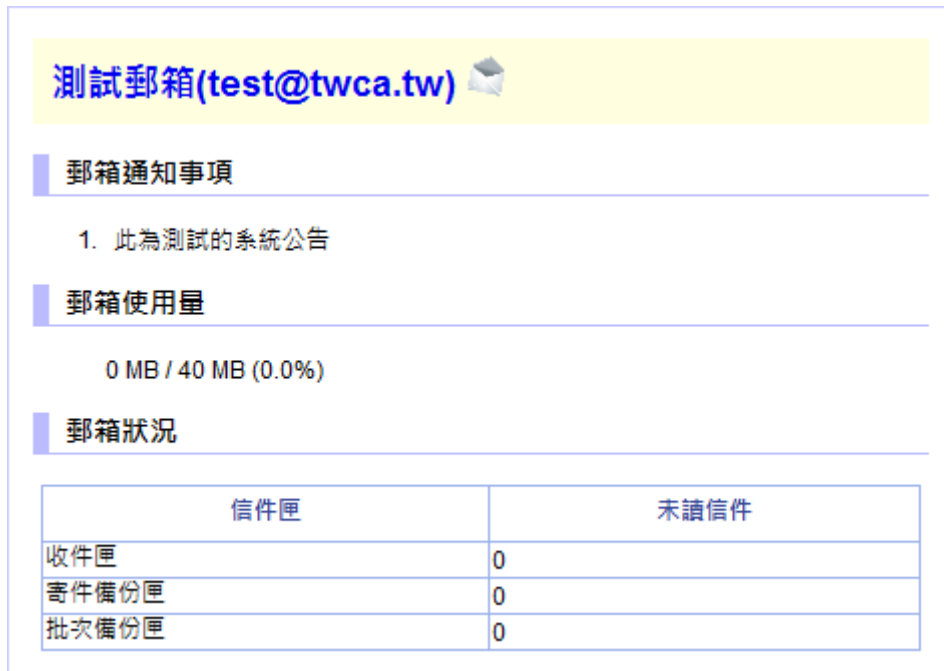 測試郵箱(test@twca.tw)
郵箱通知事項
1. 此為測試的系統公告
郵箱使用量
0 MB / 40 MB (0.0%)
郵箱狀況
信件匣 未讀信件
收件匣 0
寄件備份匣 0
批次備份匣 0